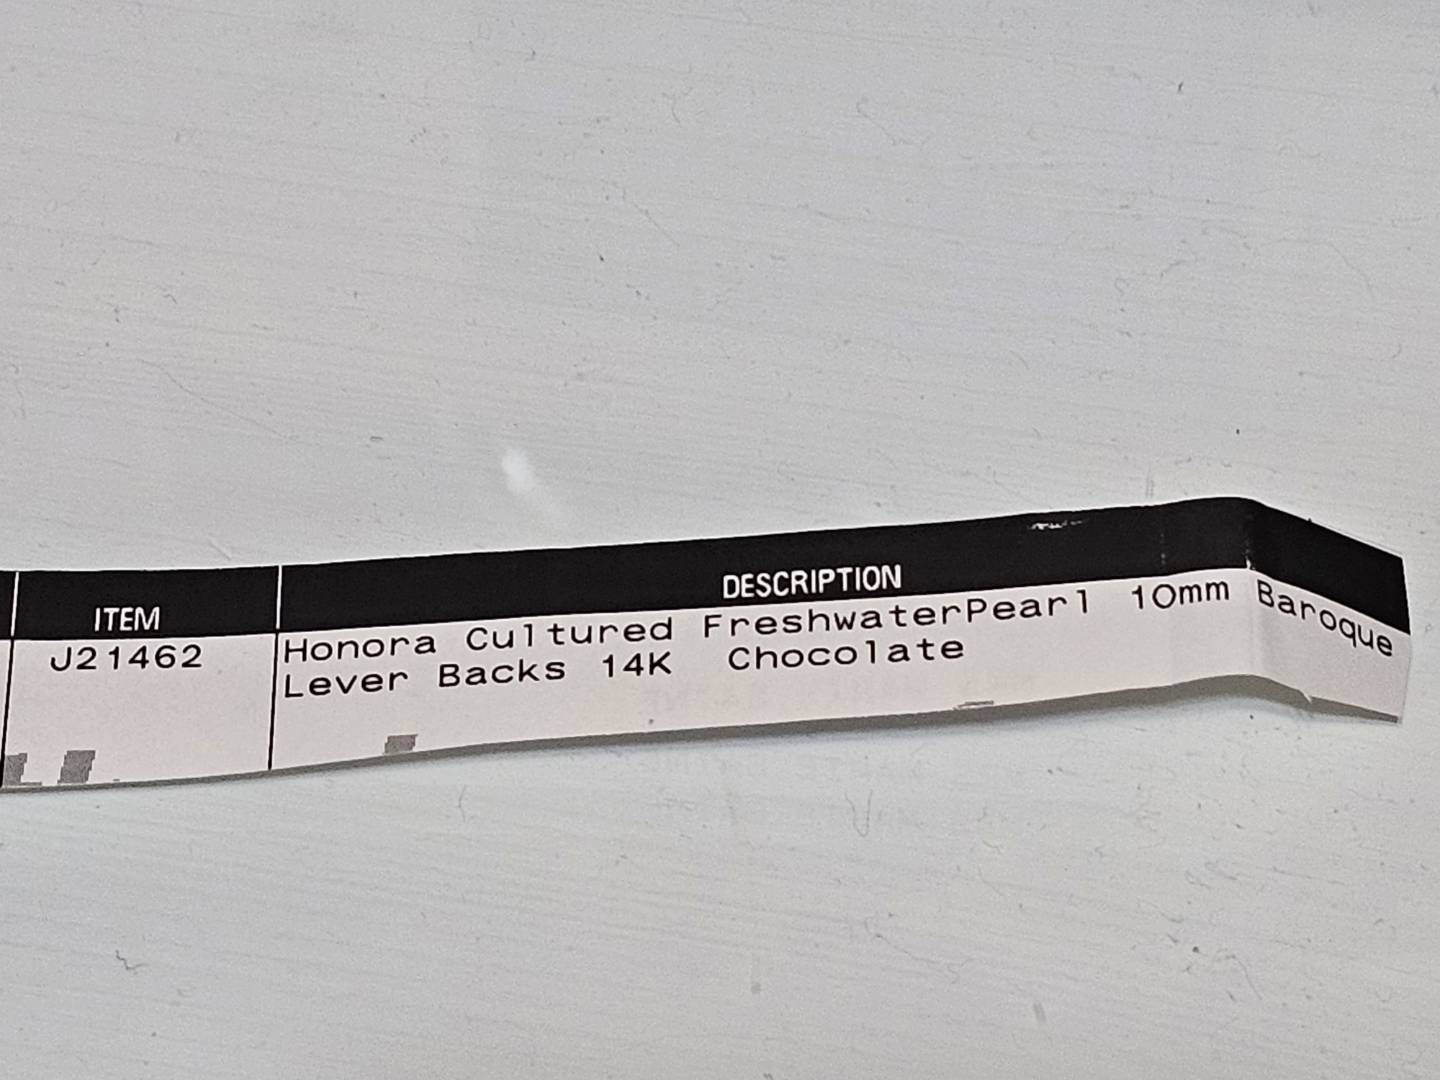 ITEM DESCRIPTION
J21462 Honora Cultured FreshwaterPearl 10mm Baroque
Lever Backs 14K Chocolate